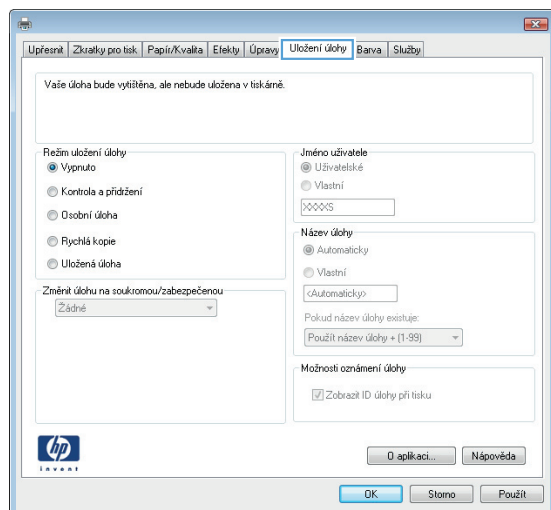 Upřesnit Zkratky pro tisk Papír/Kvalita Efekty Úpravy Uložení úlohy Barva Služby
Vaše úloha bude vytištěna, ale nebude uložena v tiskárně.
Režim uložení úlohy
Vypnuto
Kontrola a přidržení
Osobní úloha
Rychlá kopie
Uložená úloha
Změnit úlohu na soukromou/zabezpečenou
Žádné
Jméno uživatele
Uživatelské
Vlastní
XXXXS
Název úlohy
Automaticky
Vlastní
<Automaticky>
Pokud název úlohy existuje:
Použít název úlohy + (1-99)
Možnosti oznámení úlohy
Zobrazit ID úlohy při tisku
hp
invent
O aplikaci... Nápověda
OK Storno Použít